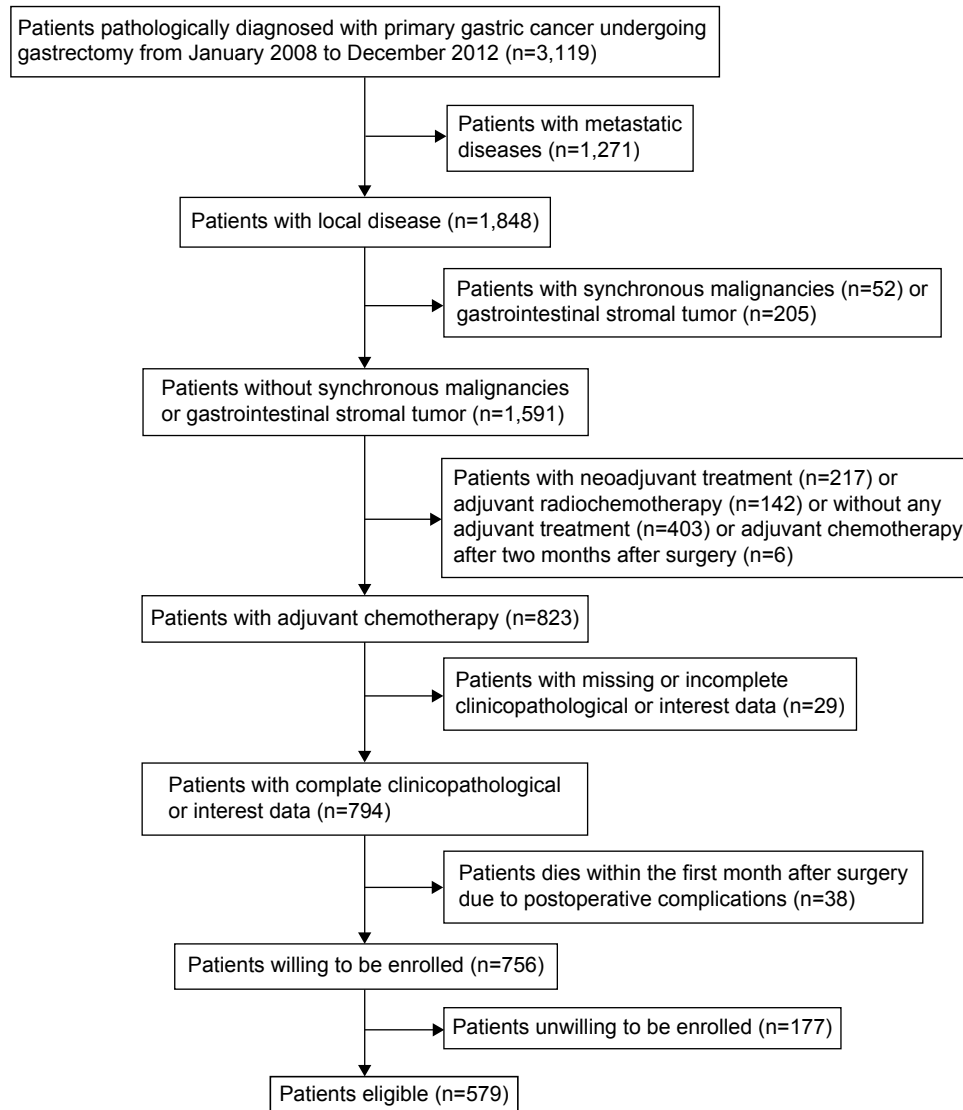 Patients pathologically diagnosed with primary gastric cancer undergoing
gastrectomy from January 2008 to December 2012 (n=3,119)
Patients with metastatic
diseases (n=1,271)
Patients with local disease (n=1,848)
Patients with synchronous malignancies (n=52) or
gastrointestinal stromal tumor (n=205)
Patients without synchronous malignancies
or gastrointestinal stromal tumor (n=1,591)
Patients with neoadjuvant treatment (n=217) or
adjuvant radiochemotherapy (n=142) or without any
adjuvant treatment (n=403) or adjuvant chemotherapy
after two months after surgery (n=6)
Patients with adjuvant chemotherapy (n=823)
Patients with missing or incomplete
clinicopathological or interest data (n=29)
Patients with complate clinicopathological
or interest data (n=794)
Patients dies within the first month after surgery
due to postoperative complications (n=38)
Patients willing to be enrolled (n=756)
Patients unwilling to be enrolled (n=177)
Patients eligible (n=579)